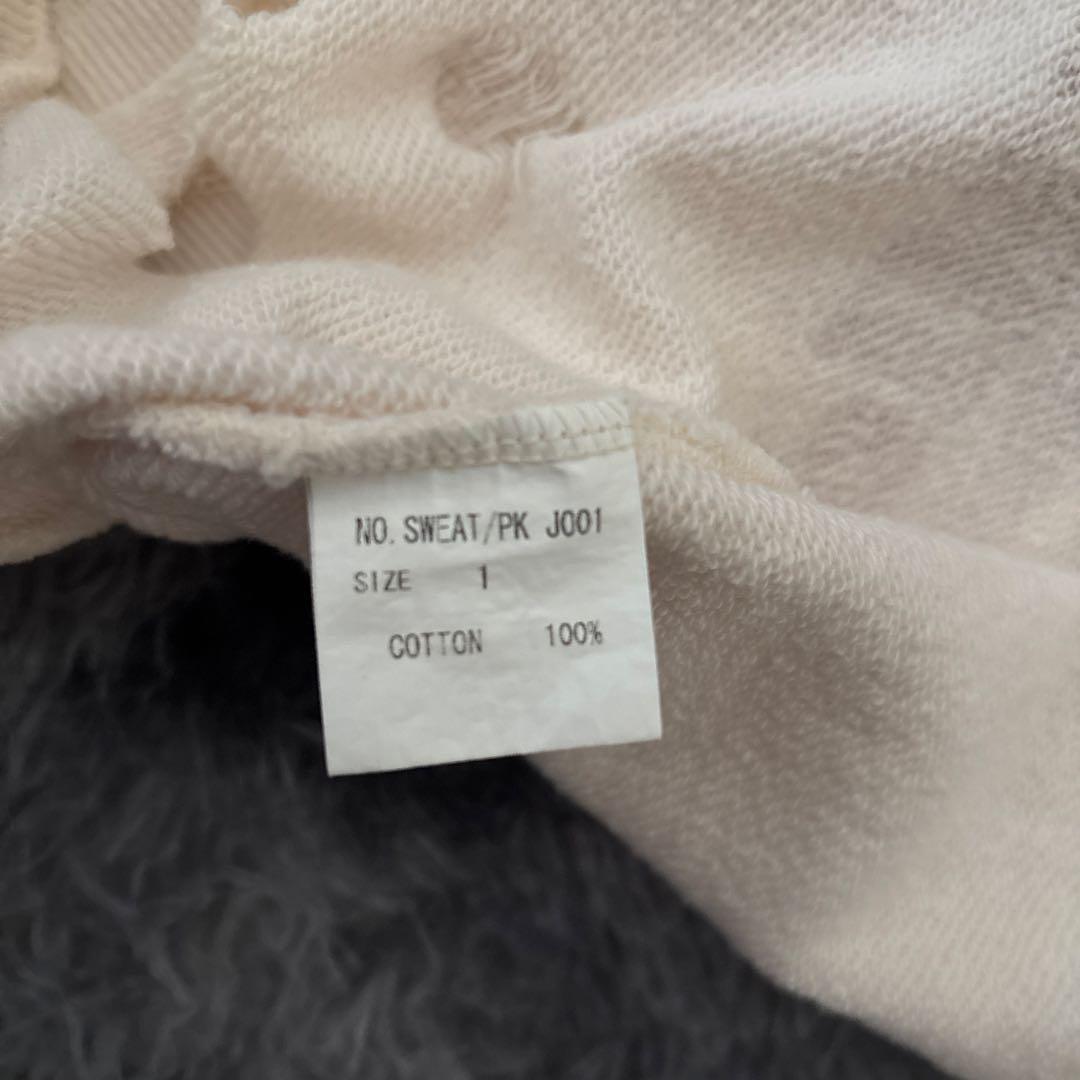 NO. SWEAT/PK J001
SIZE 1
COTTON 100%